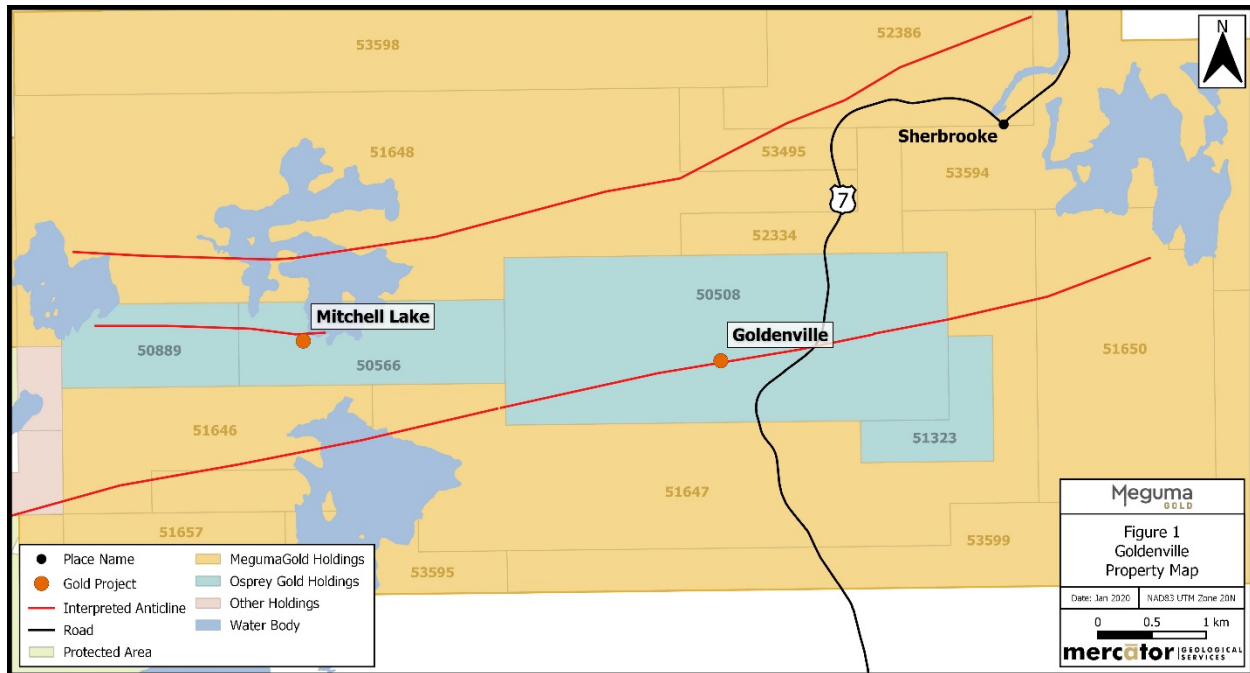 53598
52386
N
Sherbrooke
51648
53495
53594
7
52334
50508
Mitchell Lake
Goldenville
50889
50566
51650
51646
51323
51647
51657
53595
53599
Place Name
Gold Project
Interpreted Anticline
Road
Protected Area
MegumaGold Holdings
Osprey Gold Holdings
Other Holdings
Water Body
Meguma
GOLD
Figure 1
Goldenville
Property Map
Date: Jan 2020 NAD83 UTM Zone 20N
0 0.5 1 km
mercātor GEOLOGICAL
SERVICES